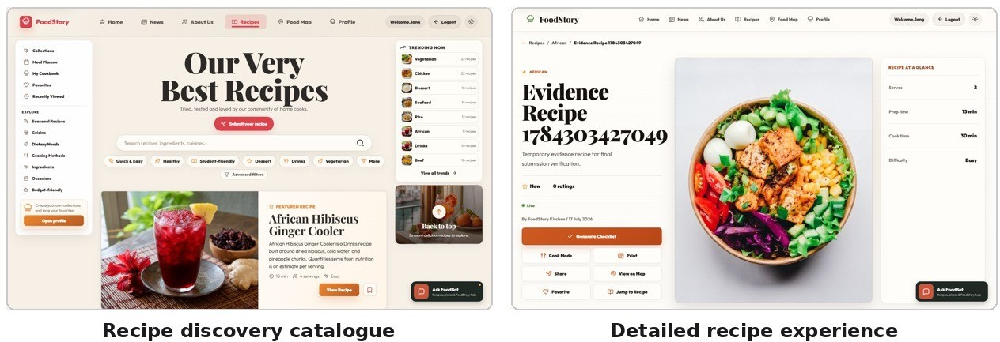 FoodStory
Home
News
About Us
Recipes
Food Map
Profile
Welcome, long
Logout
Collections
Meal Planner
My Cookbook
Favorites
Recently Viewed
EXPLORE
Seasonal Recipes
Cuisine
Dietary Needs
Cooking Methods
Ingredients
Occasions
Budget-friendly
Create your own collections
and save your favorites.
Open profile
Our Very
Best Recipes
Tried, tested and loved by our community of home cooks.
Submit your recipe
Search recipes, ingredients, cuisines...
Quick & Easy
Healthy
Student-friendly
Dessert
Drinks
Vegetarian
More
Advanced filters
FEATURED RECIPE
African Hibiscus
Ginger Cooler
African Hibiscus Ginger Cooler is a Drinks recipe
built around dried hibiscus, cold water, and
pineapple chunks. Quantities serve four; nutrition
is an estimate per serving.
15 min
4 servings
Easy
View Recipe
TRENDING NOW
Vegetarian 22 recipes
Chicken 22 recipes
Dessert 18 recipes
Seafood 18 recipes
Rice 12 recipes
African 11 recipes
Drinks 10 recipes
Beef 10 recipes
View all trends →
Back to top
So many delicious recipes to explore.
Ask FoodBot
Recipes, places & FoodStory help
Recipe discovery catalogue
FoodStory
Home
News
About Us
Recipes
Food Map
Profile
Welcome, long
Logout
← Recipes / African / Evidence Recipe 1784303427049
AFRICAN
Evidence
Recipe
1784303427049
Temporary evidence recipe for final
submission verification.
New
0 ratings
Live
By FoodStory Kitchen / 17 July 2026
Generate Checklist
Cook Mode
Print
Share
View on Map
Favorite
Jump to Recipe
RECIPE AT A GLANCE
Serves 2
Prep time 15 min
Cook time 30 min
Difficulty Easy
Ask FoodBot
Recipes, places & FoodStory help
Detailed recipe experience